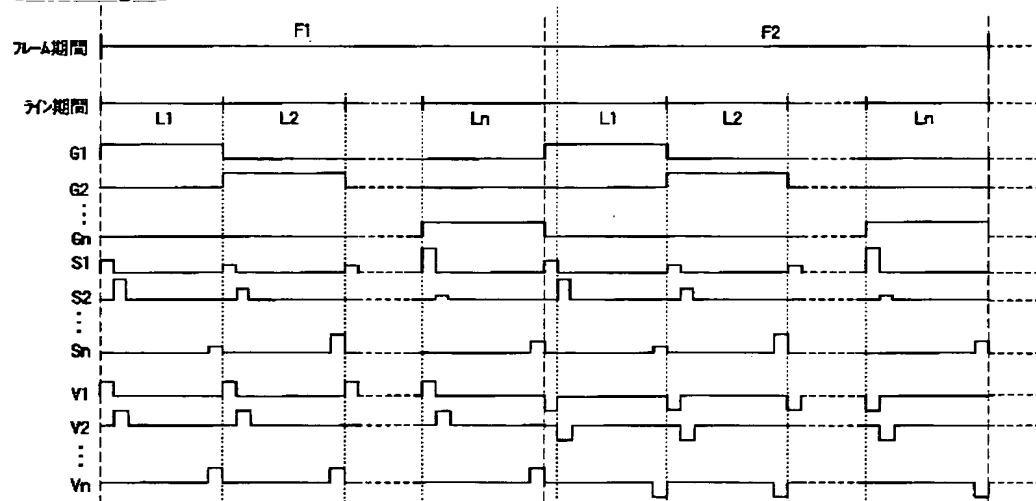 F1 F2
フレーム期間
ライン期間
L1 L2 Ln L1 L2 Ln
G1
G2
⋮
Gn
S1
S2
⋮
Sn
V1
V2
⋮
Vn